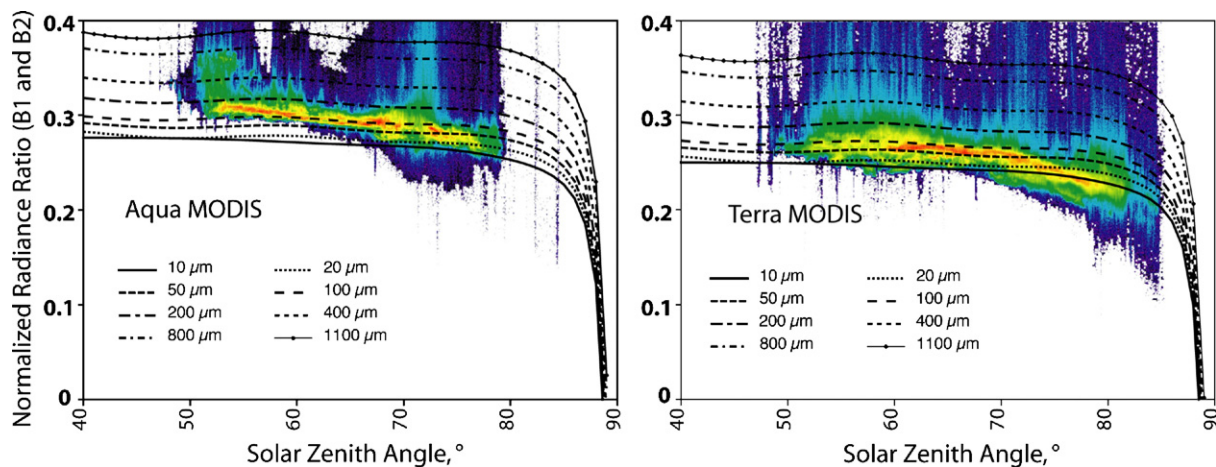 Normalized Radiance Ratio (B1 and B2)
0.4
0.3
0.2
0.1
0
Aqua MODIS
10 µm 20 µm
50 µm 100 µm
200 µm 400 µm
800 µm 1100 µm
40 50 60 70 80 90
Solar Zenith Angle, °
0.4
0.3
0.2
0.1
0
Terra MODIS
10 µm 20 µm
50 µm 100 µm
200 µm 400 µm
800 µm 1100 µm
40 50 60 70 80 90
Solar Zenith Angle, °